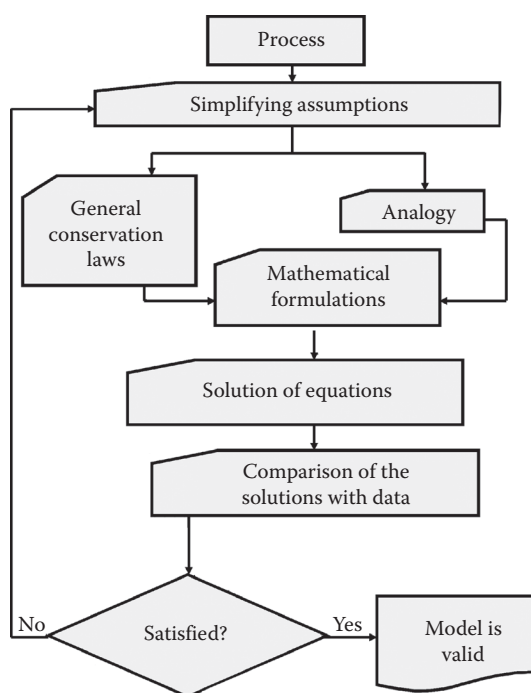 Process
Simplifying assumptions
General
conservation
laws
Analogy
Mathematical
formulations
Solution of equations
Comparison of the
solutions with data
No
Satisfied?
Yes
Model is
valid